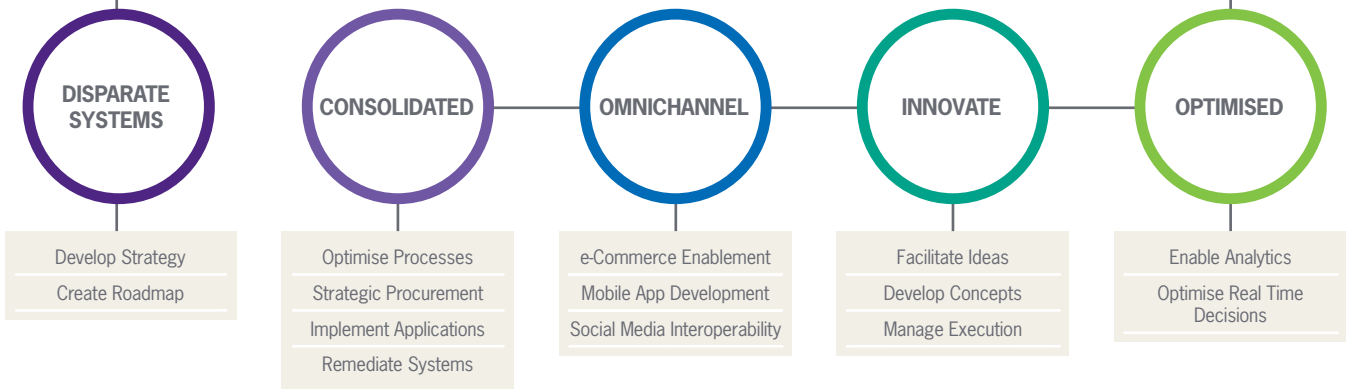 DISPARATE
SYSTEMS
CONSOLIDATED
OMNICHANNEL
INNOVATE
OPTIMISED
Develop Strategy
Create Roadmap
Optimise Processes
Strategic Procurement
Implement Applications
Remediate Systems
e-Commerce Enablement
Mobile App Development
Social Media Interoperability
Facilitate Ideas
Develop Concepts
Manage Execution
Enable Analytics
Optimise Real Time
Decisions